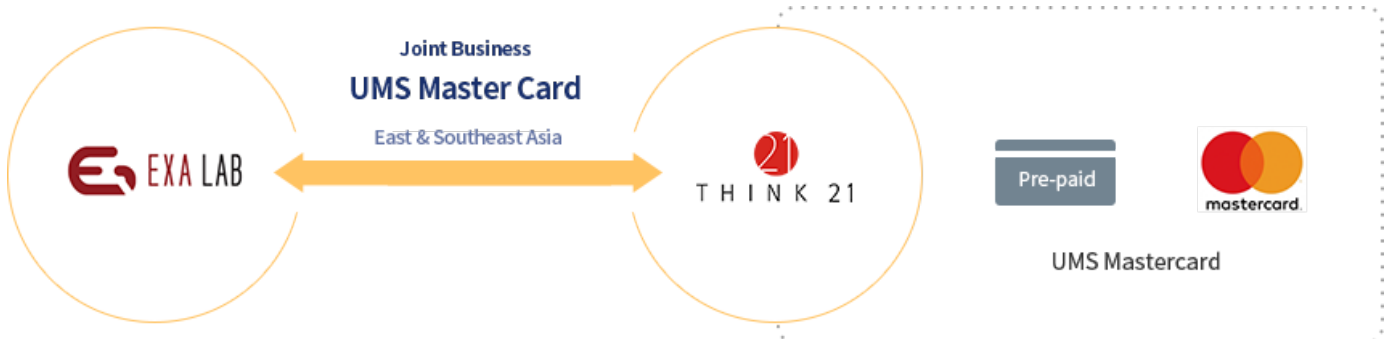 Joint Business
UMS Master Card
East & Southeast Asia
EXA LAB
21
THINK 21
Pre-paid
mastercard.
UMS Mastercard